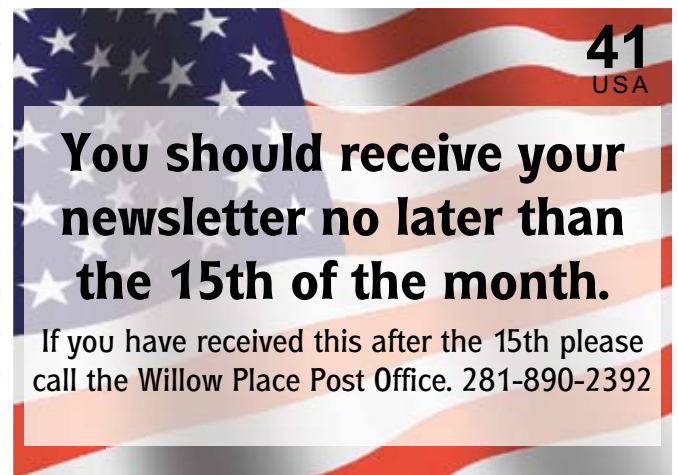 41
USA
You should receive your
newsletter no later than
the 15th of the month.
If you have received this after the 15th please
call the Willow Place Post Office. 281-890-2392